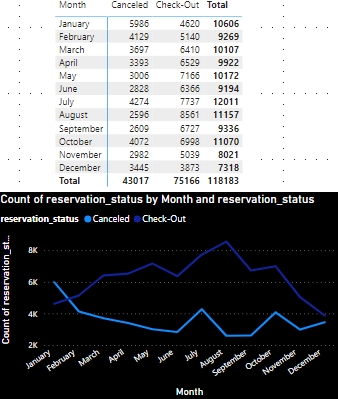 Month Canceled Check-Out Total
January 5986 4620 10606
February 4129 5140 9269
March 3697 6410 10107
April 3393 6529 9922
May 3006 7166 10172
June 2828 6366 9194
July 4274 7737 12011
August 2596 8561 11157
September 2609 6727 9336
October 4072 6998 11070
November 2982 5039 8021
December 3445 3873 7318
Total 43017 75166 118183
Count of reservation_status by Month and reservation_status
reservation_status Canceled Check-Out
Count of reservation_st...
8K
6K
4K
2K
January February March April May June July August September October November December
Month